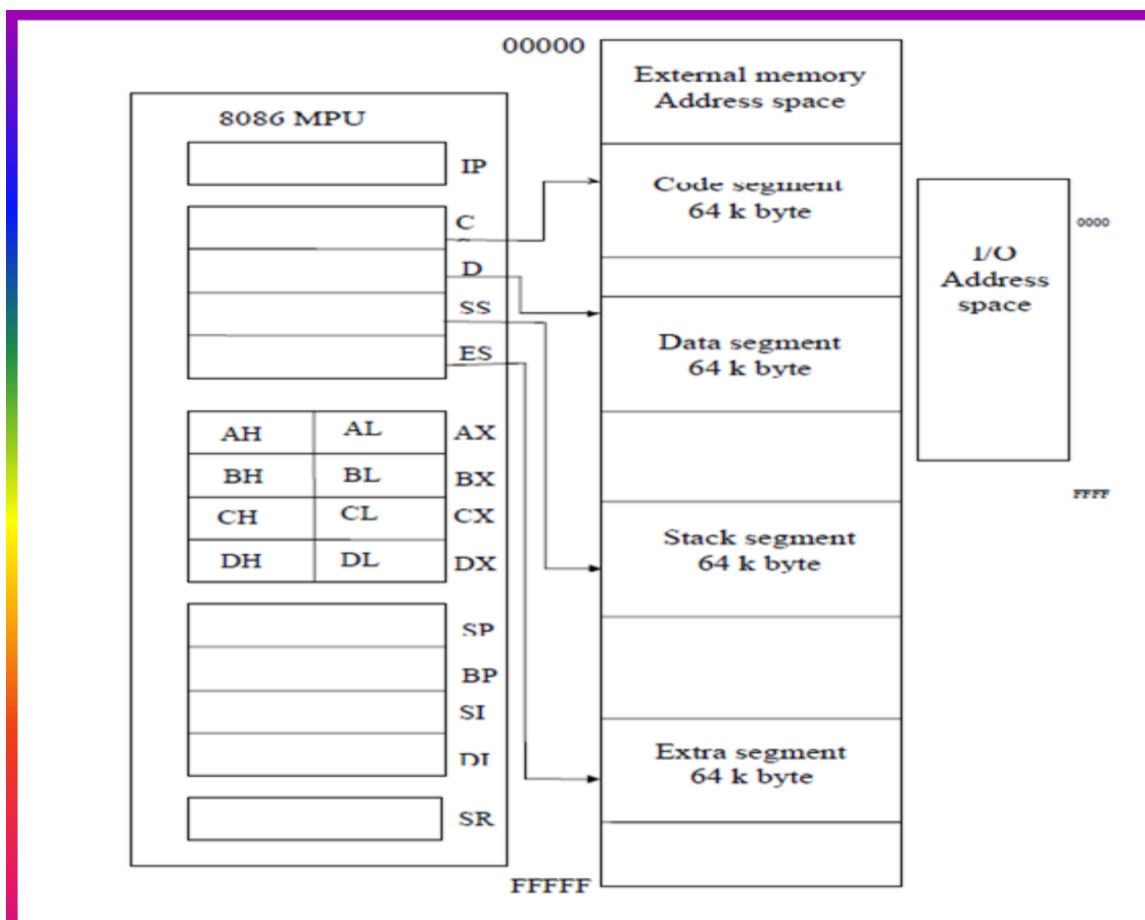 00000
External memory
Address space
8086 MPU
IP
Code segment
64 k byte
C
D
SS
ES
Data segment
64 k byte
0000
I/O
Address
space
FFFF
AH AL AX
BH BL BX
CH CL CX
DH DL DX
Stack segment
64 k byte
SP
BP
SI
DI
Extra segment
64 k byte
SR
FFFFF